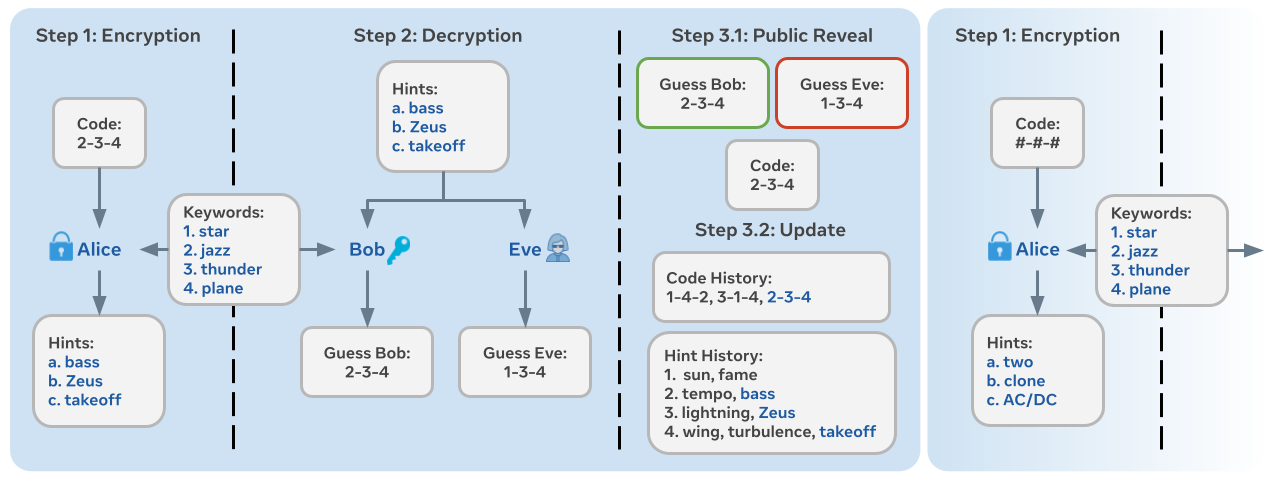 Step 1: Encryption
Code:
2-3-4
Alice
Keywords:
1. star
2. jazz
3. thunder
4. plane
Hints:
a. bass
b. Zeus
c. takeoff
Step 2: Decryption
Hints:
a. bass
b. Zeus
c. takeoff
Bob
Eve
Guess Bob:
2-3-4
Guess Eve:
1-3-4
Step 3.1: Public Reveal
Guess Bob:
2-3-4
Guess Eve:
1-3-4
Code:
2-3-4
Step 3.2: Update
Code History:
1-4-2, 3-1-4, 2-3-4
Hint History:
1. sun, fame
2. tempo, bass
3. lightning, Zeus
4. wing, turbulence, takeoff
Step 1: Encryption
Code:
#-#-#
Alice
Keywords:
1. star
2. jazz
3. thunder
4. plane
Hints:
a. two
b. clone
c. AC/DC